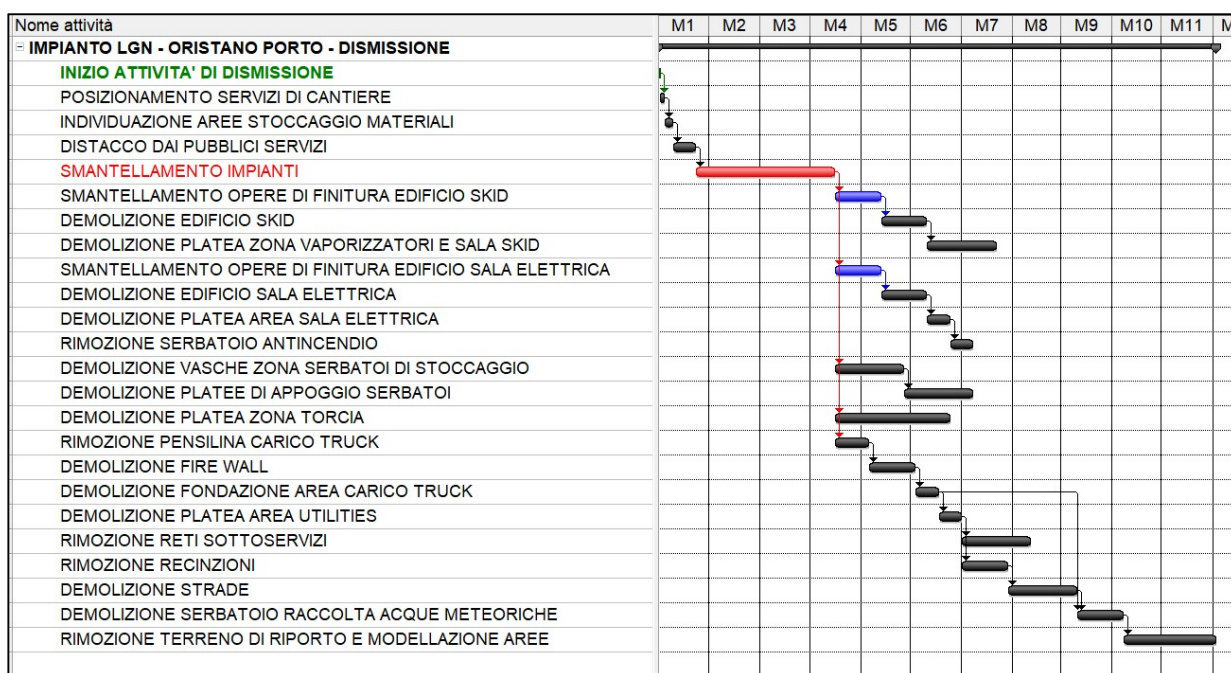 Nome attività M1 M2 M3 M4 M5 M6 M7 M8 M9 M10 M11 M
IMPIANTO LGN - ORISTANO PORTO - DISMISSIONE
INIZIO ATTIVITA' DI DISMISSIONE
POSIZIONAMENTO SERVIZI DI CANTIERE
INDIVIDUAZIONE AREE STOCCAGGIO MATERIALI
DISTACCO DAI PUBBLICI SERVIZI
SMANTELLAMENTO IMPIANTI
SMANTELLAMENTO OPERE DI FINITURA EDIFICIO SKID
DEMOLIZIONE EDIFICIO SKID
DEMOLIZIONE PLATEA ZONA VAPORIZZATORI E SALA SKID
SMANTELLAMENTO OPERE DI FINITURA EDIFICIO SALA ELETTRICA
DEMOLIZIONE EDIFICIO SALA ELETTRICA
DEMOLIZIONE PLATEA AREA SALA ELETTRICA
RIMOZIONE SERBATOIO ANTINCENDIO
DEMOLIZIONE VASCHE ZONA SERBATOI DI STOCCAGGIO
DEMOLIZIONE PLATEE DI APPOGGIO SERBATOI
DEMOLIZIONE PLATEA ZONA TORCIA
RIMOZIONE PENSILINA CARICO TRUCK
DEMOLIZIONE FIRE WALL
DEMOLIZIONE FONDAZIONE AREA CARICO TRUCK
DEMOLIZIONE PLATEA AREA UTILITIES
RIMOZIONE RETI SOTTOSERVIZI
RIMOZIONE RECINZIONI
DEMOLIZIONE STRADE
DEMOLIZIONE SERBATOIO RACCOLTA ACQUE METEORICHE
RIMOZIONE TERRENO DI RIPORTO E MODELLAZIONE AREE